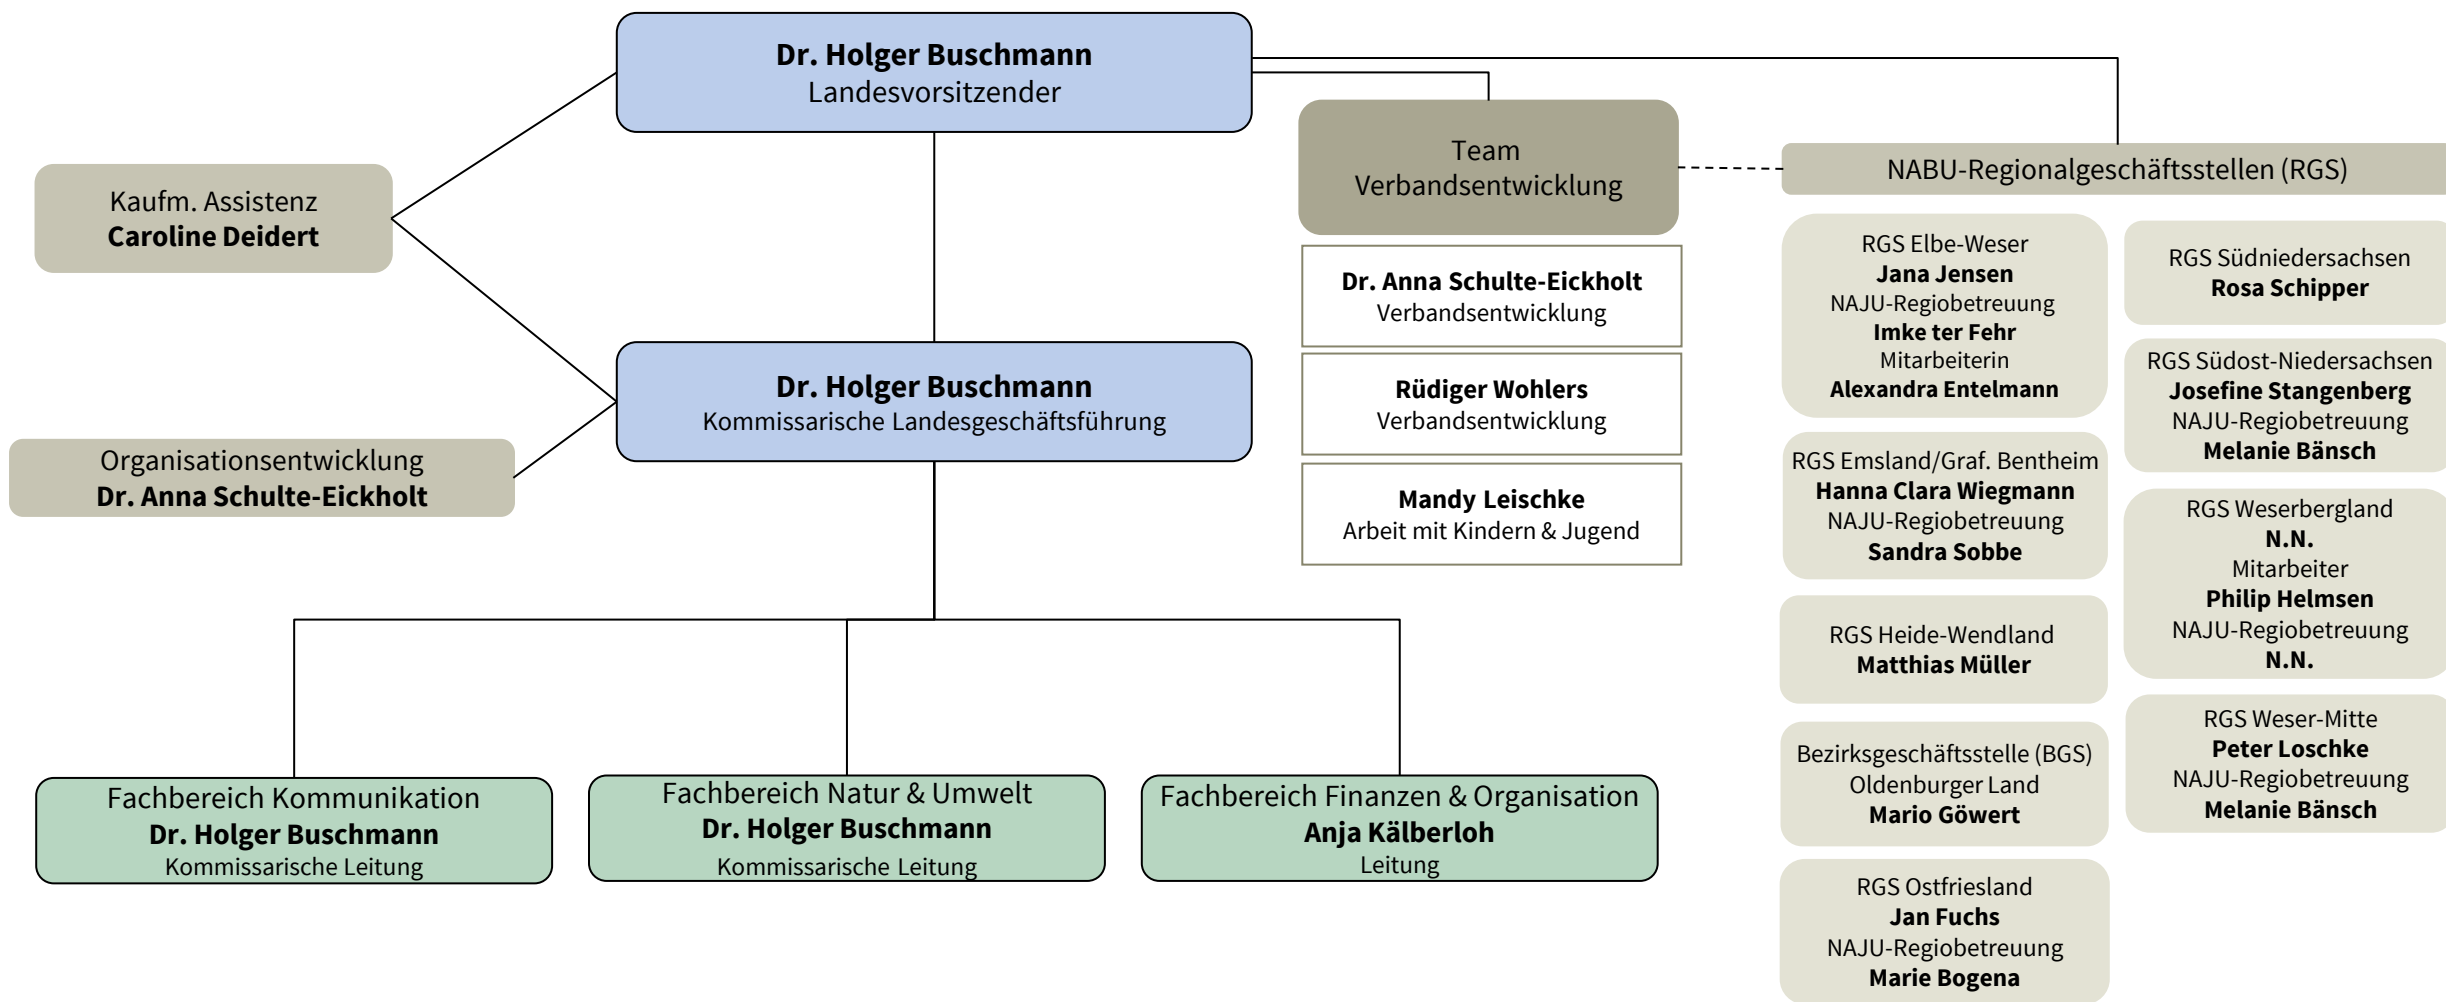 Dr. Holger Buschmann
Landesvorsitzender
Kaufm. Assistenz
Caroline Deidert
Dr. Holger Buschmann
Kommissarische Landesgeschäftsführung
Organisationsentwicklung
Dr. Anna Schulte-Eickholt
Fachbereich Kommunikation
Dr. Holger Buschmann
Kommissarische Leitung
Fachbereich Natur & Umwelt
Dr. Holger Buschmann
Kommissarische Leitung
Fachbereich Finanzen & Organisation
Anja Kälberloh
Leitung
Team
Verbandsentwicklung
Dr. Anna Schulte-Eickholt
Verbandsentwicklung
Rüdiger Wohlers
Verbandsentwicklung
Mandy Leischke
Arbeit mit Kindern & Jugend
NABU-Regionalgeschäftsstellen (RGS)
RGS Elbe-Weser
Jana Jensen
NAJU-Regiobetreuung
Imke ter Fehr
Mitarbeiterin
Alexandra Entelmann
RGS Emsland/Graf. Bentheim
Hanna Clara Wiegmann
NAJU-Regiobetreuung
Sandra Sobbe
RGS Heide-Wendland
Matthias Müller
Bezirksgeschäftsstelle (BGS)
Oldenburger Land
Mario Göwert
RGS Ostfriesland
Jan Fuchs
NAJU-Regiobetreuung
Marie Bogena
RGS Südniedersachsen
Rosa Schipper
RGS Südost-Niedersachsen
Josefine Stangenberg
NAJU-Regiobetreuung
Melanie Bänsch
RGS Weserbergland
N.N.
Mitarbeiter
Philip Helmsen
NAJU-Regiobetreuung
N.N.
RGS Weser-Mitte
Peter Loschke
NAJU-Regiobetreuung
Melanie Bänsch